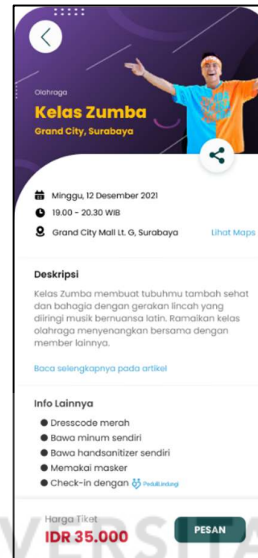 Olahraga
Kelas Zumba
Grand City, Surabaya
Minggu, 12 Desember 2021
19.00 - 20.30 WIB
Grand City Mall Lt. G, Surabaya Lihat Maps
Deskripsi
Kelas Zumba membuat tubuhmu tambah sehat
dan bahagia dengan gerakan lincah yang
diiringi musik bernuansa latin. Ramaikan kelas
olahraga menyenangkan bersama dengan
member lainnya.
Baca selengkapnya pada artikel
Info Lainnya
Dresscode merah
Bawa minum sendiri
Bawa handsanitizer sendiri
Memakai masker
Check-in dengan PeduliLindungi
Harga Tiket
IDR 35.000 PESAN
VERSITA